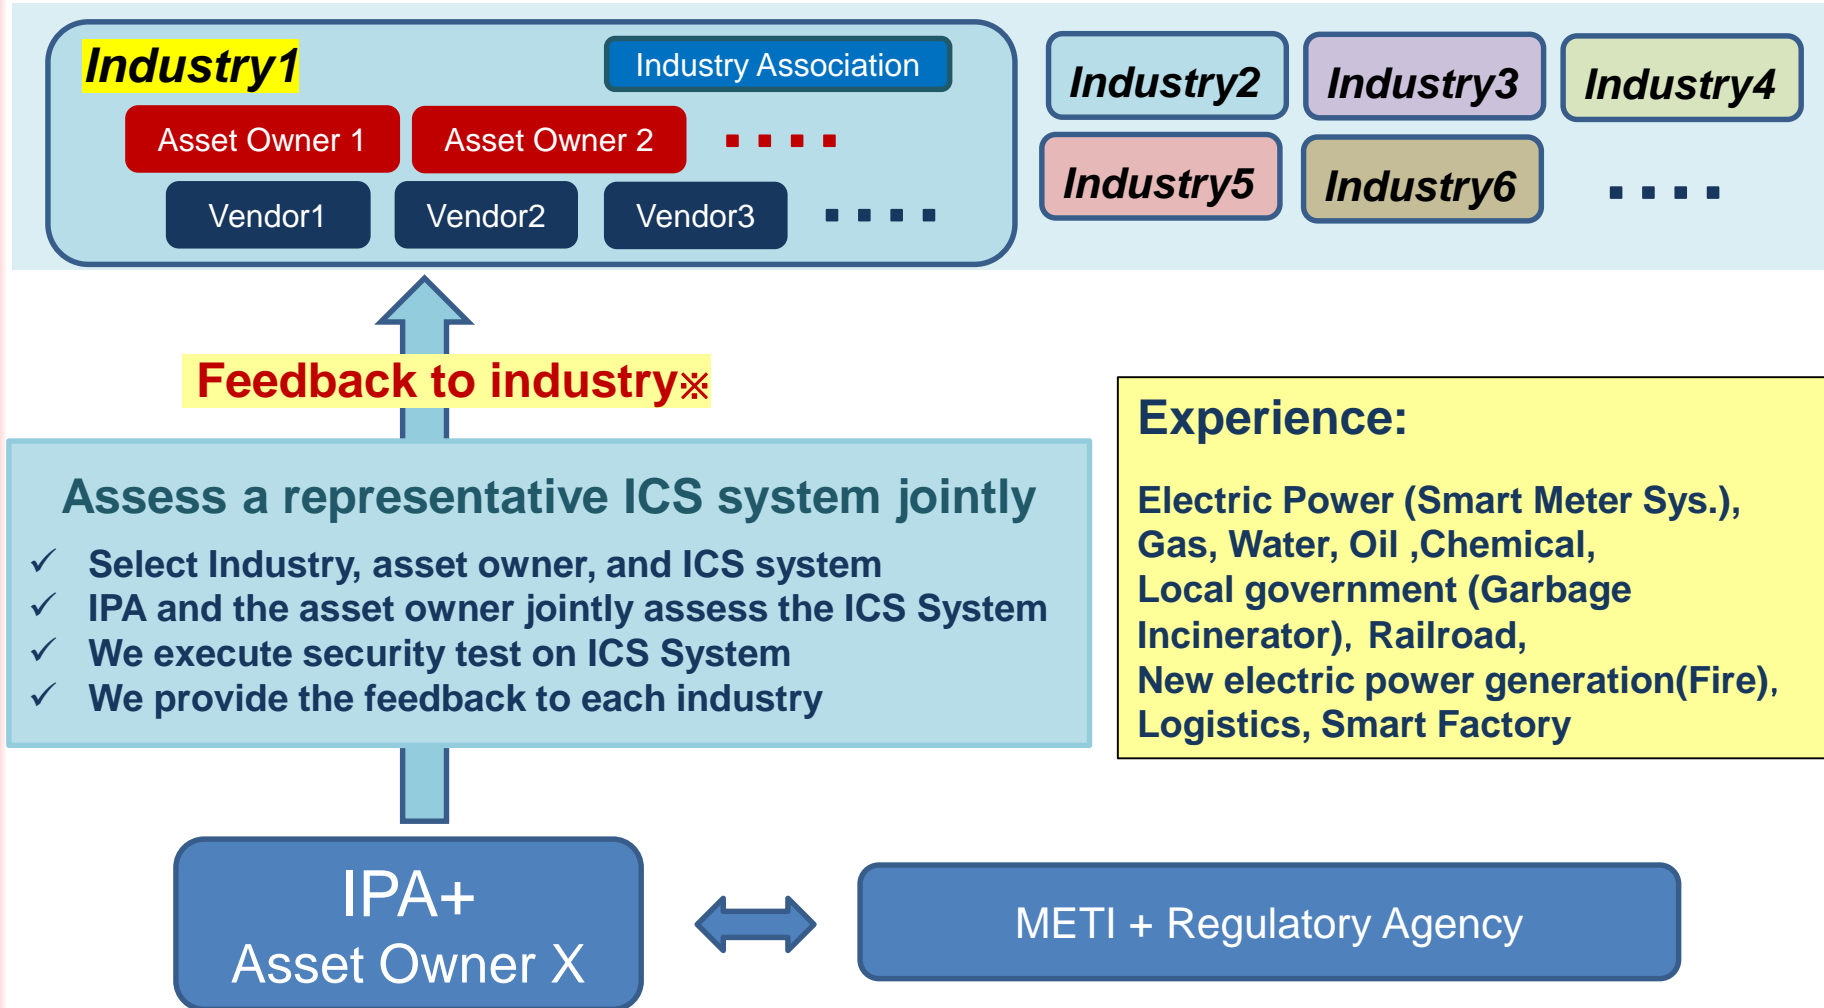 Industry1
Industry Association
Asset Owner 1
Asset Owner 2
Vendor1
Vendor2
Vendor3
Industry2
Industry3
Industry4
Industry5
Industry6
Feedback to industry※
Assess a representative ICS system jointly
✓ Select Industry, asset owner, and ICS system
✓ IPA and the asset owner jointly assess the ICS System
✓ We execute security test on ICS System
✓ We provide the feedback to each industry
Experience:
Electric Power (Smart Meter Sys.),
Gas, Water, Oil ,Chemical,
Local government (Garbage
Incinerator), Railroad,
New electric power generation(Fire),
Logistics, Smart Factory
IPA+
Asset Owner X
METI + Regulatory Agency